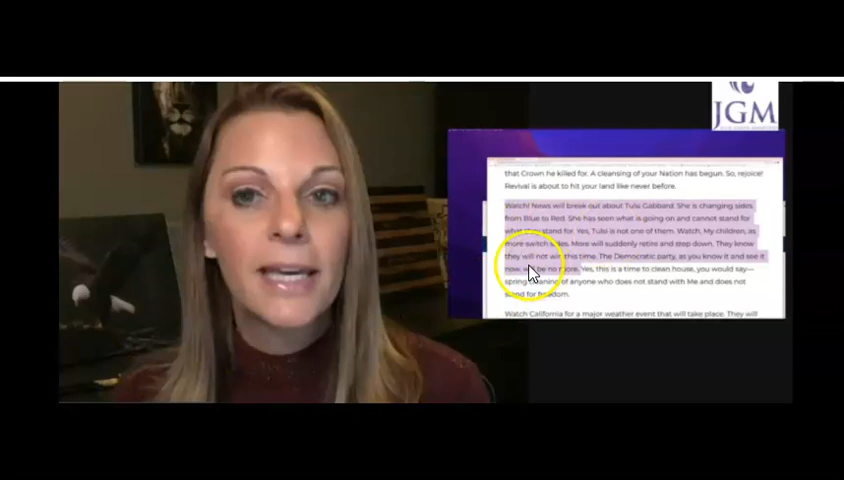 JGM
that Crown he killed for. A cleansing of your Nation has begun. So, rejoice!
Revival is about to hit your land like never before.
Watch! News will break out about Tulsi Gabbard. She is changing sides
from Blue to Red. She has seen what is going on and cannot stand for
what they stand for. Yes, Tulsi is not one of them. Watch, My children, as
more switch sides. More will suddenly retire and step down. They know
they will not win this time. The Democratic party, as you know it and see it
now, will be no more. Yes, this is a time to clean house, you would say—
spring cleaning of anyone who does not stand with Me and does not
stand for freedom.
Watch California for a major weather event that will take place. They will